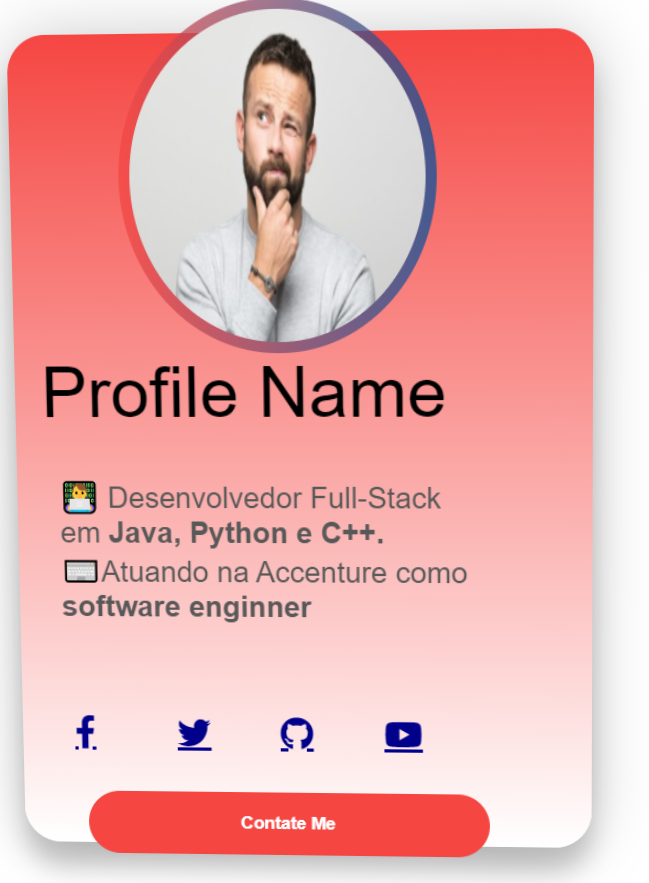 Profile Name
👨‍💻 Desenvolvedor Full-Stack
em Java, Python e C++.
⌨️Atuando na Accenture como
software enginner
Contate Me